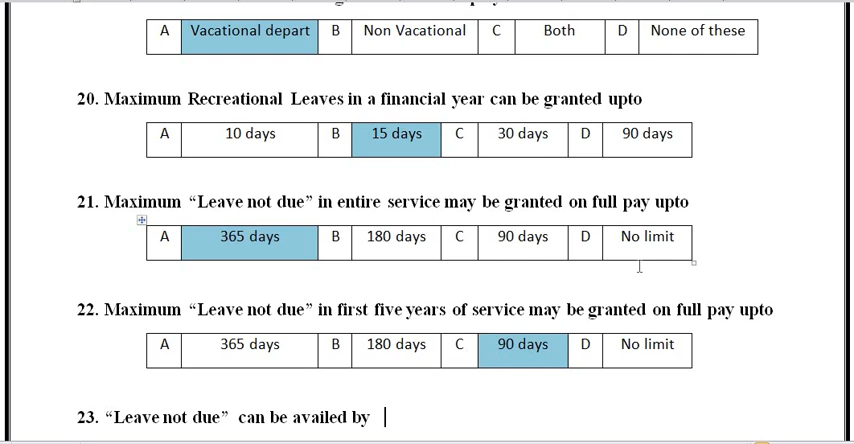 A Vacational depart B Non Vacational C Both D None of these
20. Maximum Recreational Leaves in a financial year can be granted upto
A 10 days B 15 days C 30 days D 90 days
21. Maximum “Leave not due” in entire service may be granted on full pay upto
A 365 days B 180 days C 90 days D No limit
22. Maximum “Leave not due” in first five years of service may be granted on full pay upto
A 365 days B 180 days C 90 days D No limit
23. “Leave not due” can be availed by